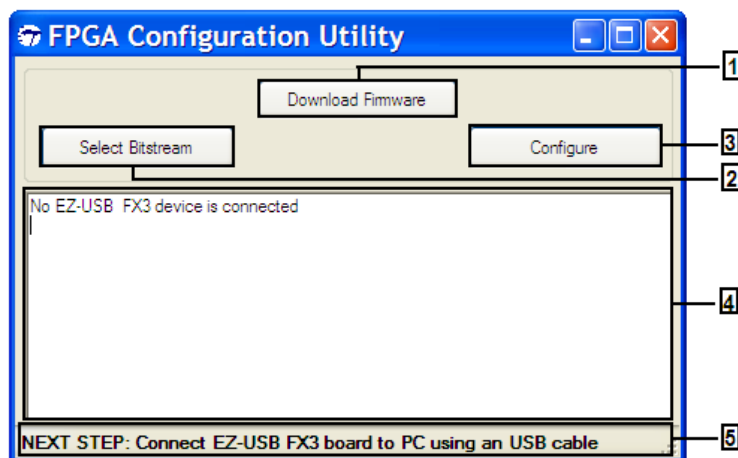 FPGA Configuration Utility
1
Download Firmware
Select Bitstream
Configure
3
2
No EZ-USB FX3 device is connected
4
NEXT STEP: Connect EZ-USB FX3 board to PC using an USB cable
5